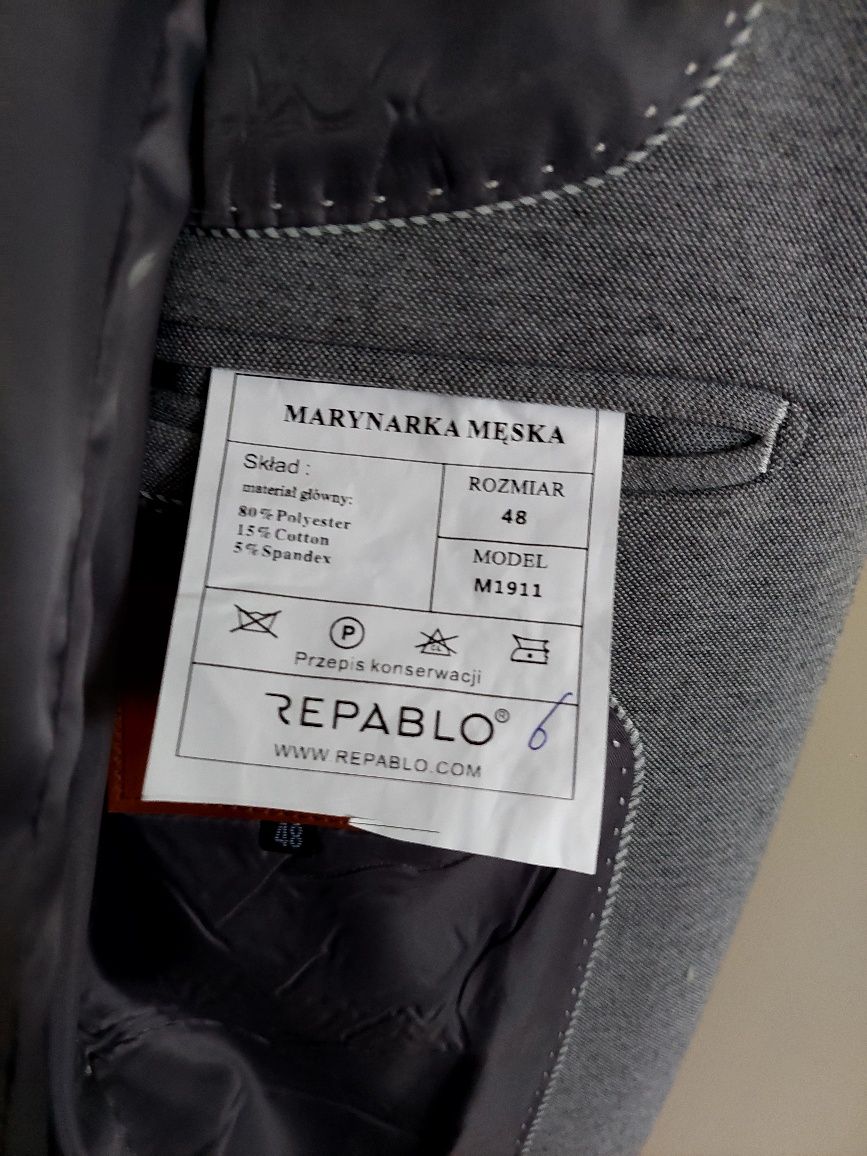 MARYNARKA MĘSKA
Skład :
materiał główny:
80%Polyester
15%Cotton
5%Spandex
ROZMIAR
48
MODEL
M1911
P
CL
Przepis konserwacji
REPABLO®
6
WWW.REPABLO.COM
48